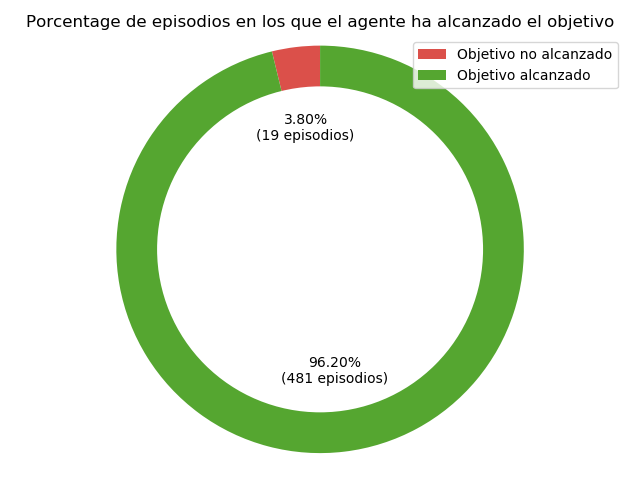 Porcentage de episodios en los que el agente ha alcanzado el objetivo
Objetivo no alcanzado
Objetivo alcanzado
3.80%
(19 episodios)
96.20%
(481 episodios)